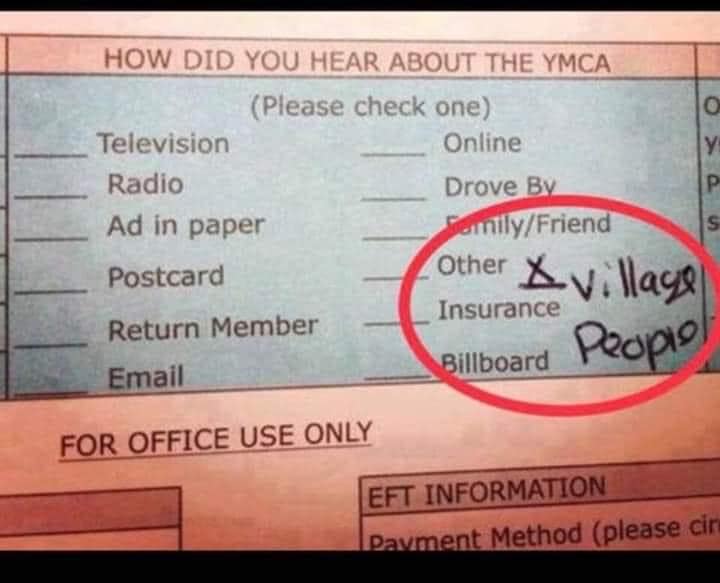 HOW DID YOU HEAR ABOUT THE YMCA
(Please check one)
Television
Online
Radio
Drove By
Ad in paper
Family/Friend
Postcard
Other X Village
Return Member
Insurance
People
Email
Billboard
FOR OFFICE USE ONLY
EFT INFORMATION
Payment Method (please cir